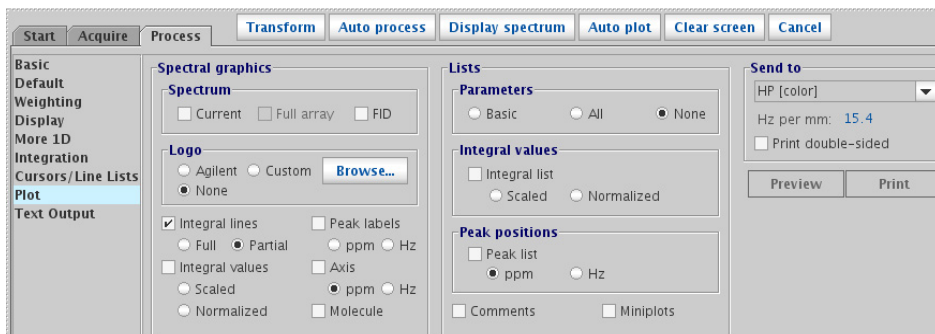 Start Acquire Process Transform Auto process Display spectrum Auto plot Clear screen Cancel
Basic
Default
Weighting
Display
More 1D
Integration
Cursors/Line Lists
Plot
Text Output
Spectral graphics
Spectrum
Current Full array FID
Logo
Agilent Custom Browse...
None
Integral lines Peak labels
Full Partial ppm Hz
Integral values Axis
Scaled ppm Hz
Normalized Molecule
Lists
Parameters
Basic All None
Integral values
Integral list
Scaled Normalized
Peak positions
Peak list
ppm Hz
Comments Miniplots
Send to
HP [color]
Hz per mm: 15.4
Print double-sided
Preview Print